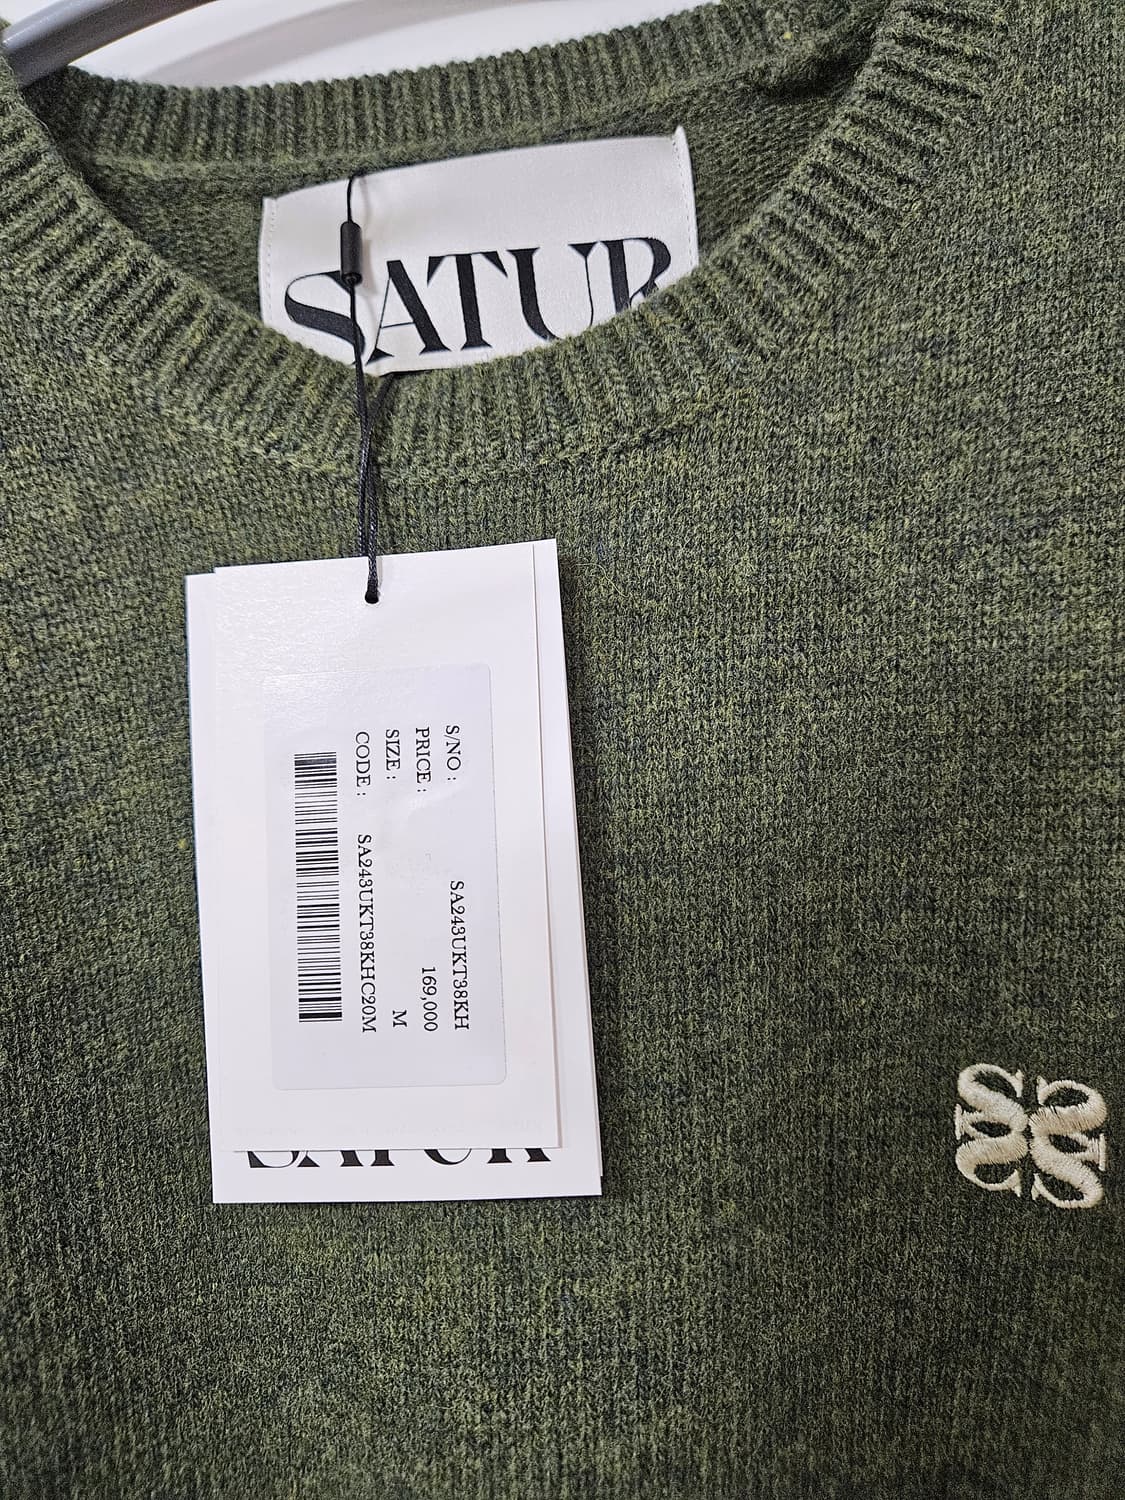 SATUR
S/NO : SA243UKT38KH
PRICE : 169,000
SIZE : M
CODE : SA243UKT38KHC20M
SATUR